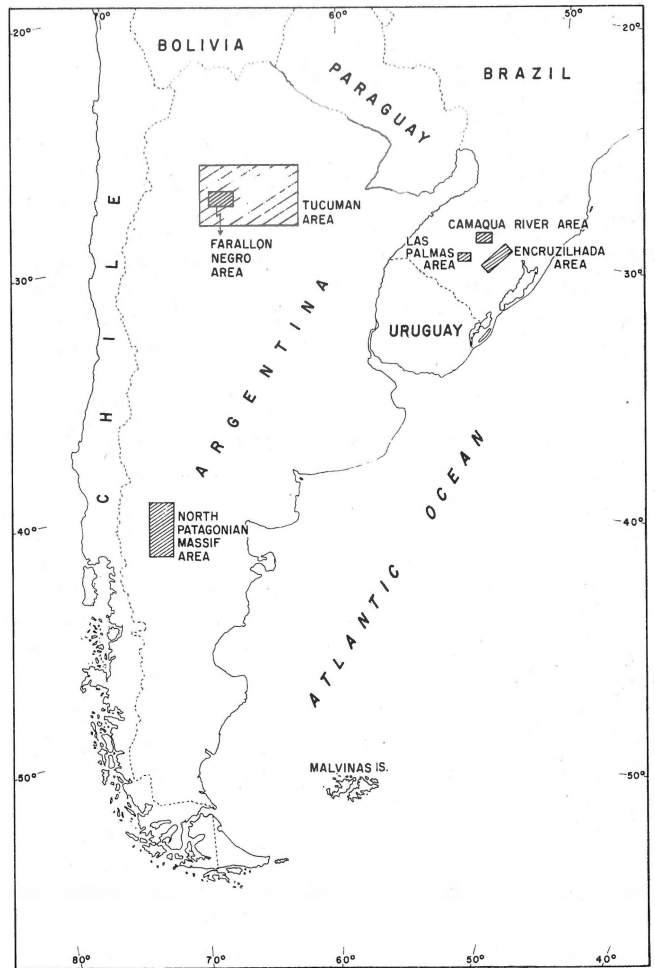 70°
60°
50°
20°
20°
BOLIVIA
PARAGUAY
BRAZIL
TUCUMAN
AREA
FARALLON
NEGRO
AREA
CAMAQUA RIVER AREA
LAS
PALMAS
AREA
ENCRUZILHADA
AREA
30°
30°
CHILE
ARGENTINA
URUGUAY
ATLANTIC OCEAN
NORTH
PATAGONIAN
MASSIF
AREA
40°
40°
MALVINAS IS.
50°
50°
80°
70°
60°
50°
40°